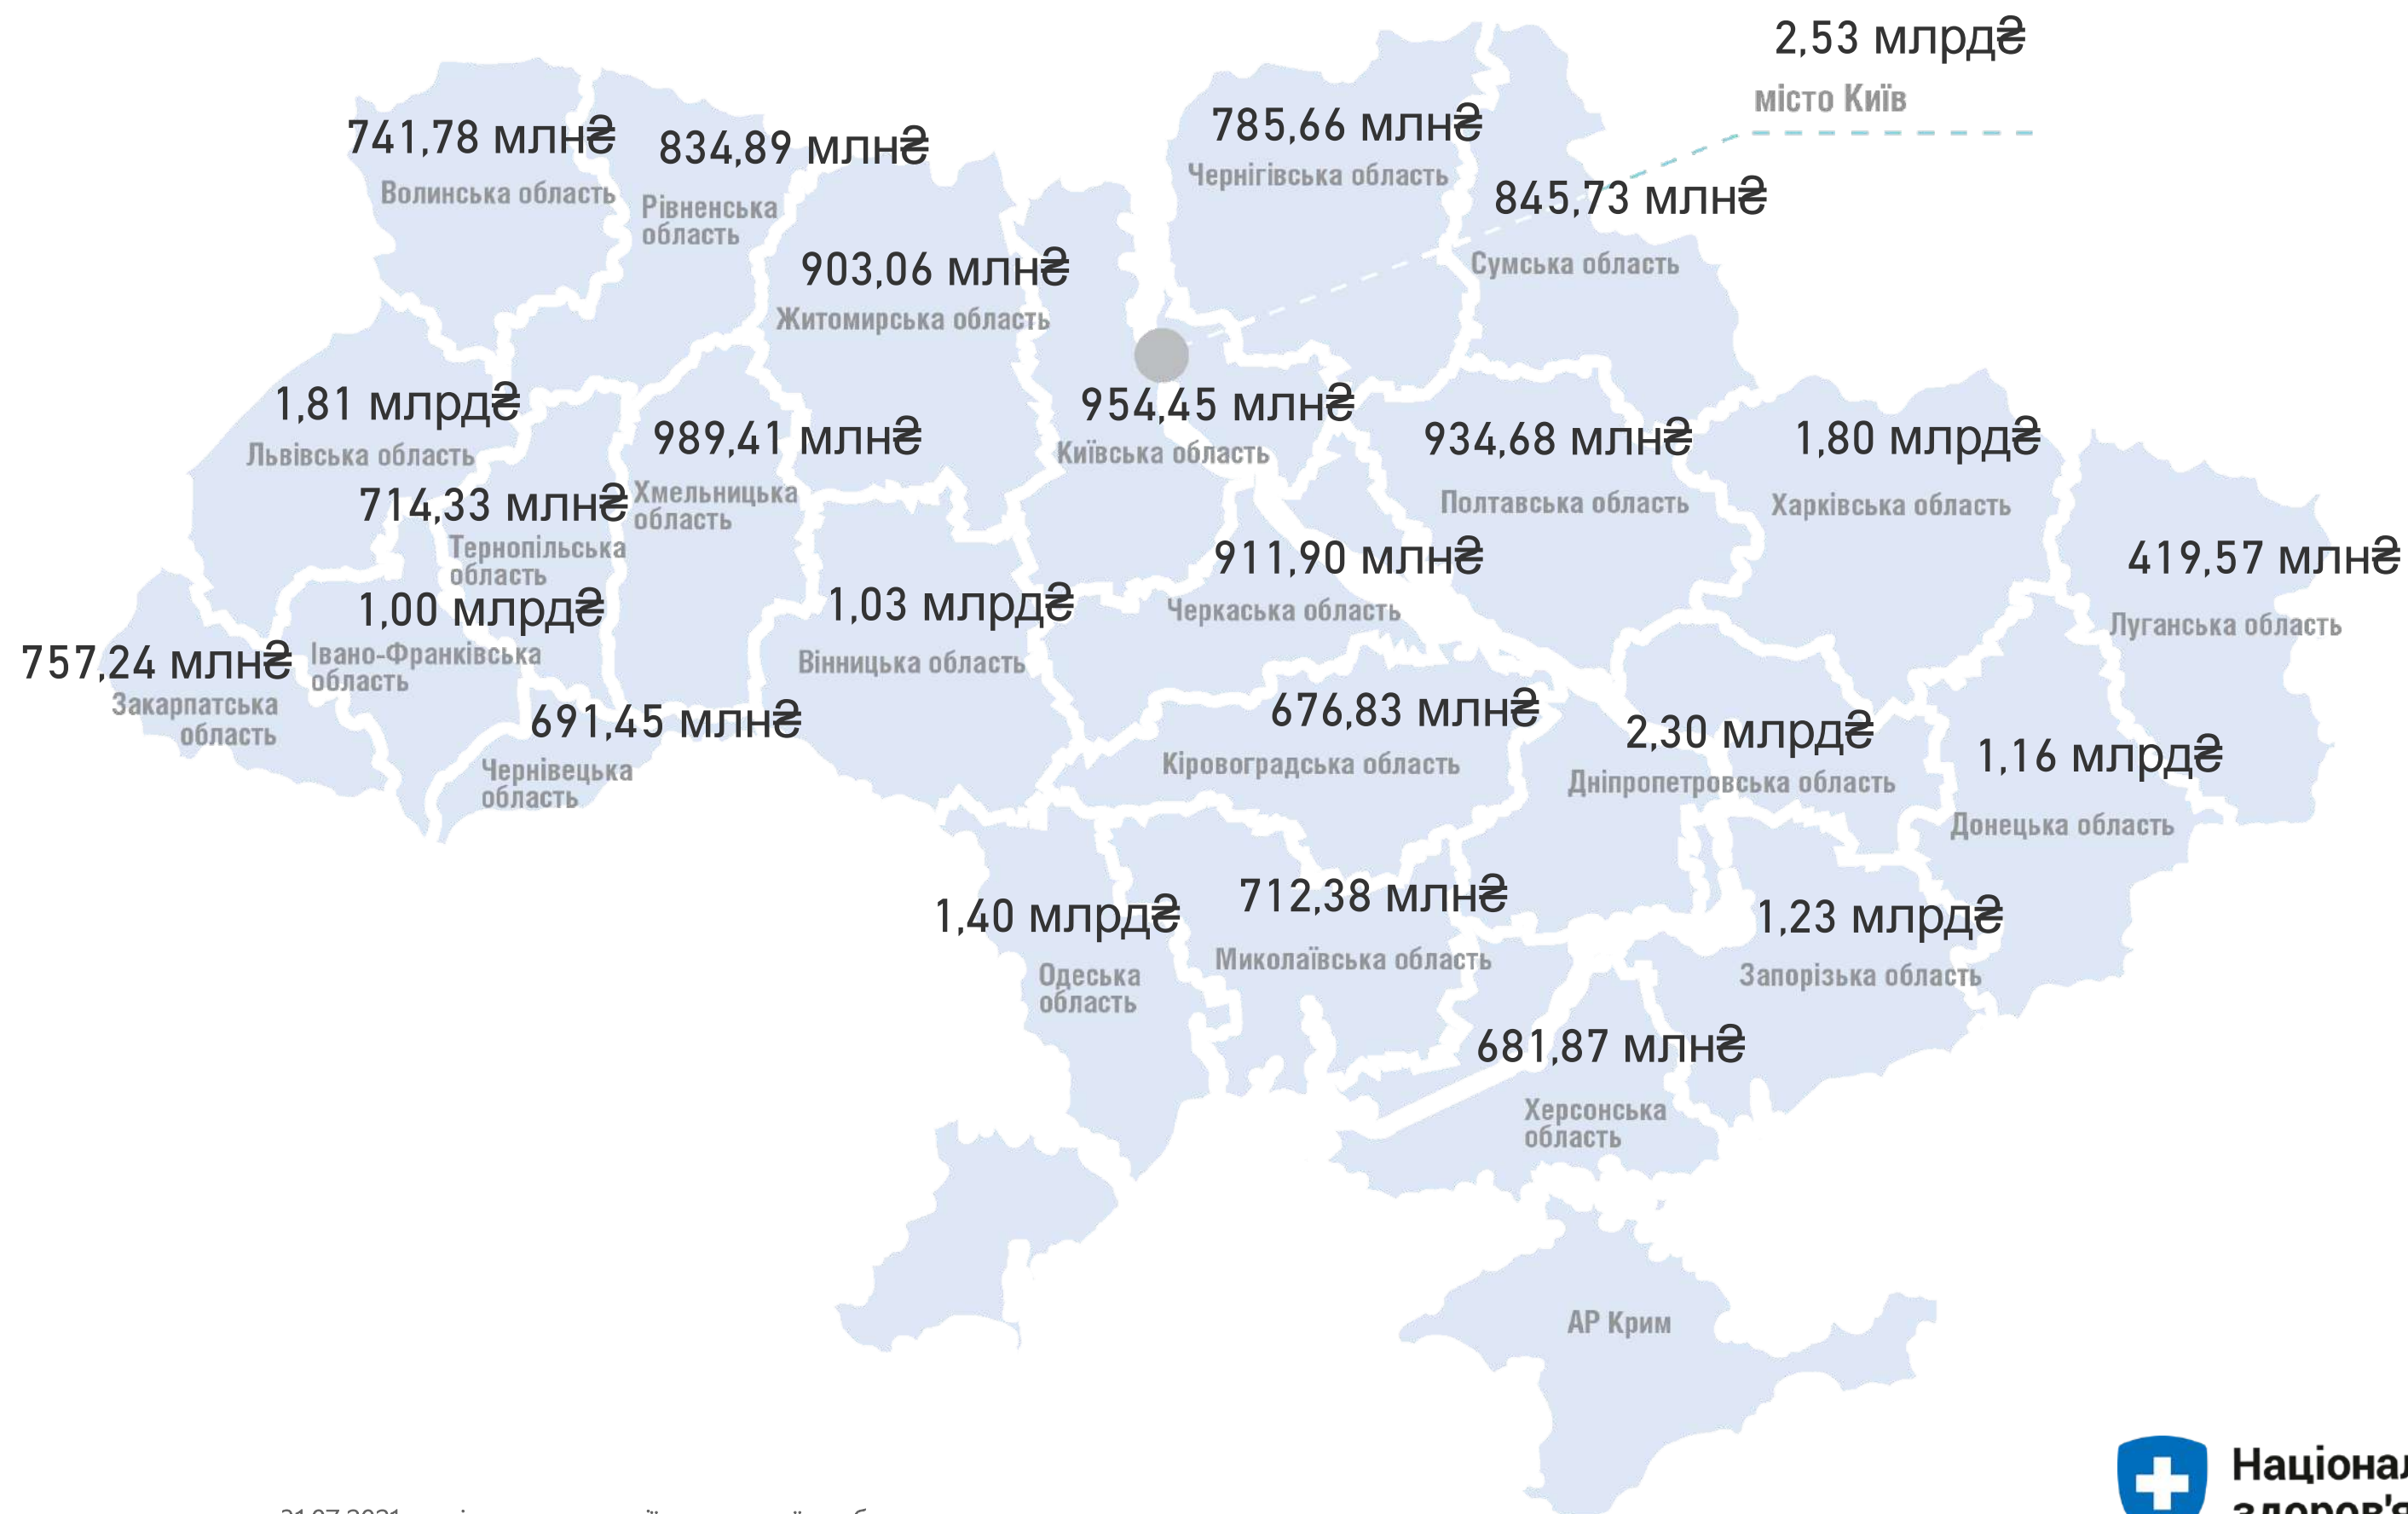 2,53 млрд₴
місто Київ
741,78 млн₴
Волинська область
834,89 млн₴
Рівненська
область
785,66 млн₴
Чернігівська область
845,73 млн₴
Сумська область
903,06 млн₴
Житомирська область
1,81 млрд₴
Львівська область
989,41 млн₴
Хмельницька
область
954,45 млн₴
Київська область
934,68 млн₴
Полтавська область
1,80 млрд₴
Харківська область
714,33 млн₴
Тернопільська
область
911,90 млн₴
Черкаська область
419,57 млн₴
Луганська область
1,00 млрд₴
Івано-Франківська
область
1,03 млрд₴
Вінницька область
757,24 млн₴
Закарпатська
область
691,45 млн₴
Чернівецька
область
676,83 млн₴
Кіровоградська область
2,30 млрд₴
Дніпропетровська область
1,16 млрд₴
Донецька область
1,40 млрд₴
Одеська
область
712,38 млн₴
Миколаївська область
1,23 млрд₴
Запорізька область
681,87 млн₴
Херсонська
область
АР Крим
Націонал
здоров'я